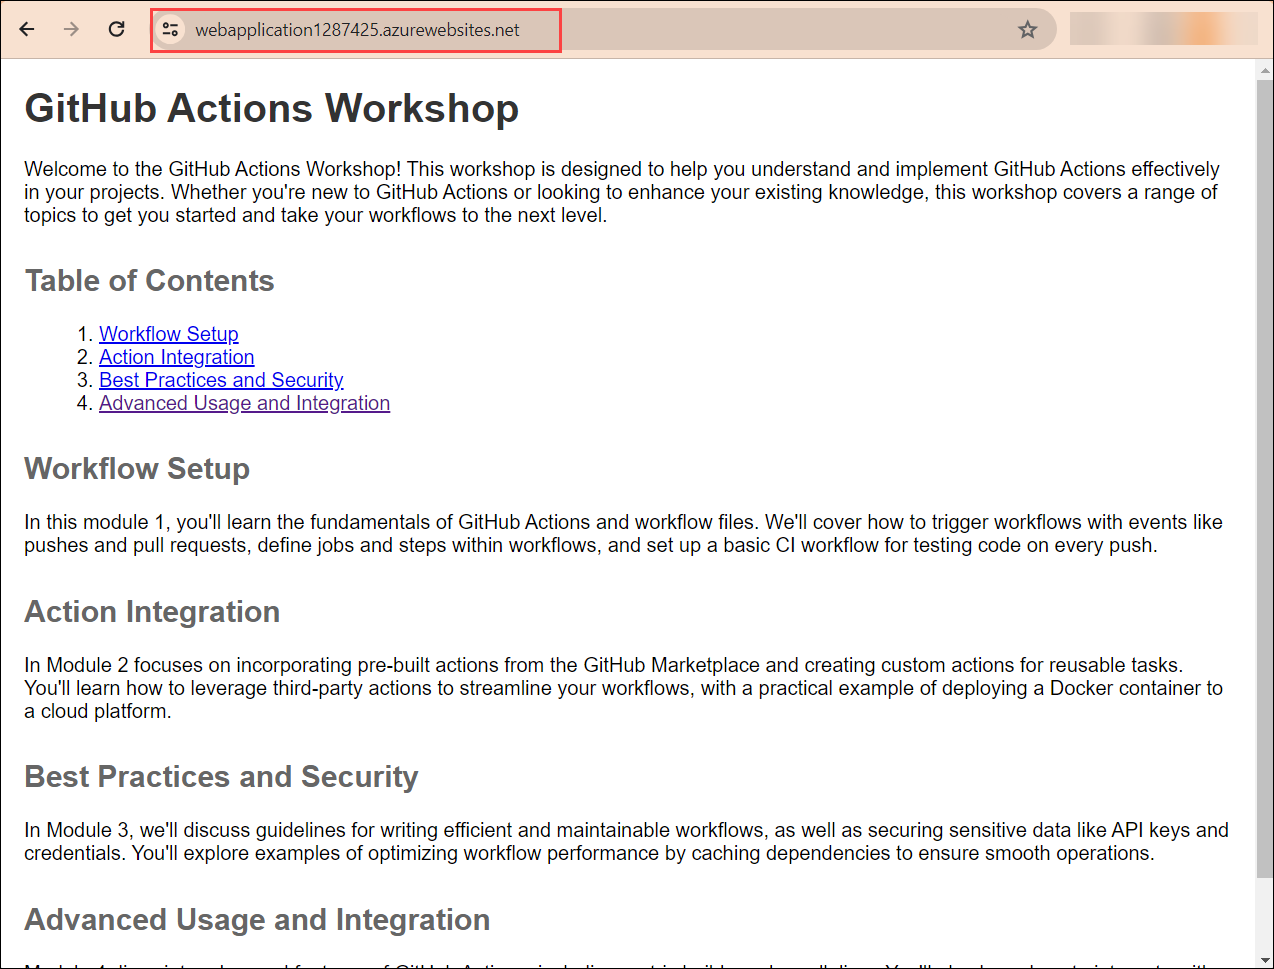 webapplication1287425.azurewebsites.net
GitHub Actions Workshop
Welcome to the GitHub Actions Workshop! This workshop is designed to help you understand and implement GitHub Actions effectively
in your projects. Whether you're new to GitHub Actions or looking to enhance your existing knowledge, this workshop covers a range of
topics to get you started and take your workflows to the next level.
Table of Contents
1. Workflow Setup
2. Action Integration
3. Best Practices and Security
4. Advanced Usage and Integration
Workflow Setup
In this module 1, you'll learn the fundamentals of GitHub Actions and workflow files. We'll cover how to trigger workflows with events like
pushes and pull requests, define jobs and steps within workflows, and set up a basic CI workflow for testing code on every push.
Action Integration
In Module 2 focuses on incorporating pre-built actions from the GitHub Marketplace and creating custom actions for reusable tasks.
You'll learn how to leverage third-party actions to streamline your workflows, with a practical example of deploying a Docker container to
a cloud platform.
Best Practices and Security
In Module 3, we'll discuss guidelines for writing efficient and maintainable workflows, as well as securing sensitive data like API keys and
credentials. You'll explore examples of optimizing workflow performance by caching dependencies to ensure smooth operations.
Advanced Usage and Integration